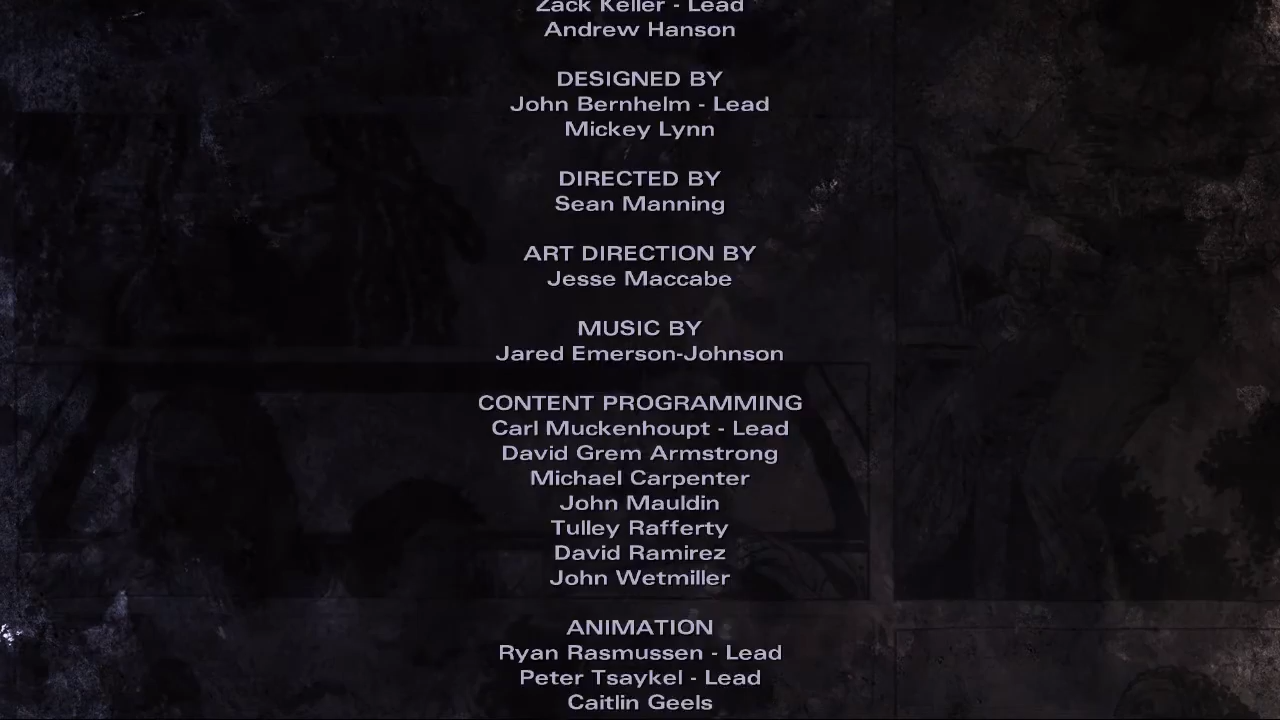 Zack Keller - Lead
Andrew Hanson
DESIGNED BY
John Bernhelm - Lead
Mickey Lynn
DIRECTED BY
Sean Manning
ART DIRECTION BY
Jesse Maccabe
MUSIC BY
Jared Emerson-Johnson
CONTENT PROGRAMMING
Carl Muckenhoupt - Lead
David Grem Armstrong
Michael Carpenter
John Mauldin
Tulley Rafferty
David Ramirez
John Wetmiller
ANIMATION
Ryan Rasmussen - Lead
Peter Tsaykel - Lead
Caitlin Geels